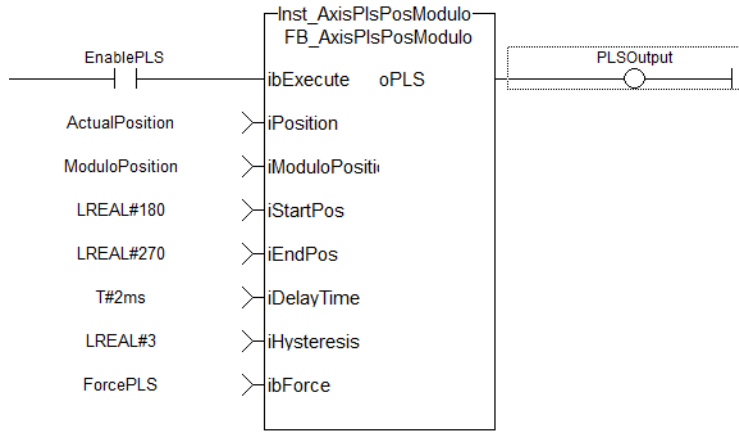 Inst_AxisPlsPosModulo
FB_AxisPlsPosModulo
EnablePLS
PLSOutput
ibExecute oPLS
ActualPosition iPosition
ModuloPosition iModuloPositi
LREAL#180 iStartPos
LREAL#270 iEndPos
T#2ms iDelayTime
LREAL#3 iHysteresis
ForcePLS ibForce